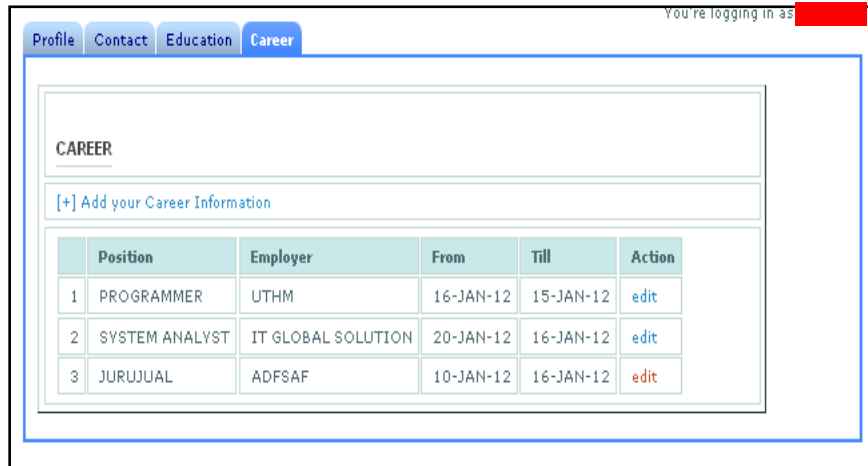 You're logging in as
Profile Contact Education Career
CAREER
[+] Add your Career Information
Position Employer From Till Action
1 PROGRAMMER UTHM 16-JAN-12 15-JAN-12 edit
2 SYSTEM ANALYST IT GLOBAL SOLUTION 20-JAN-12 16-JAN-12 edit
3 JURUJUAL ADFSAF 10-JAN-12 16-JAN-12 edit